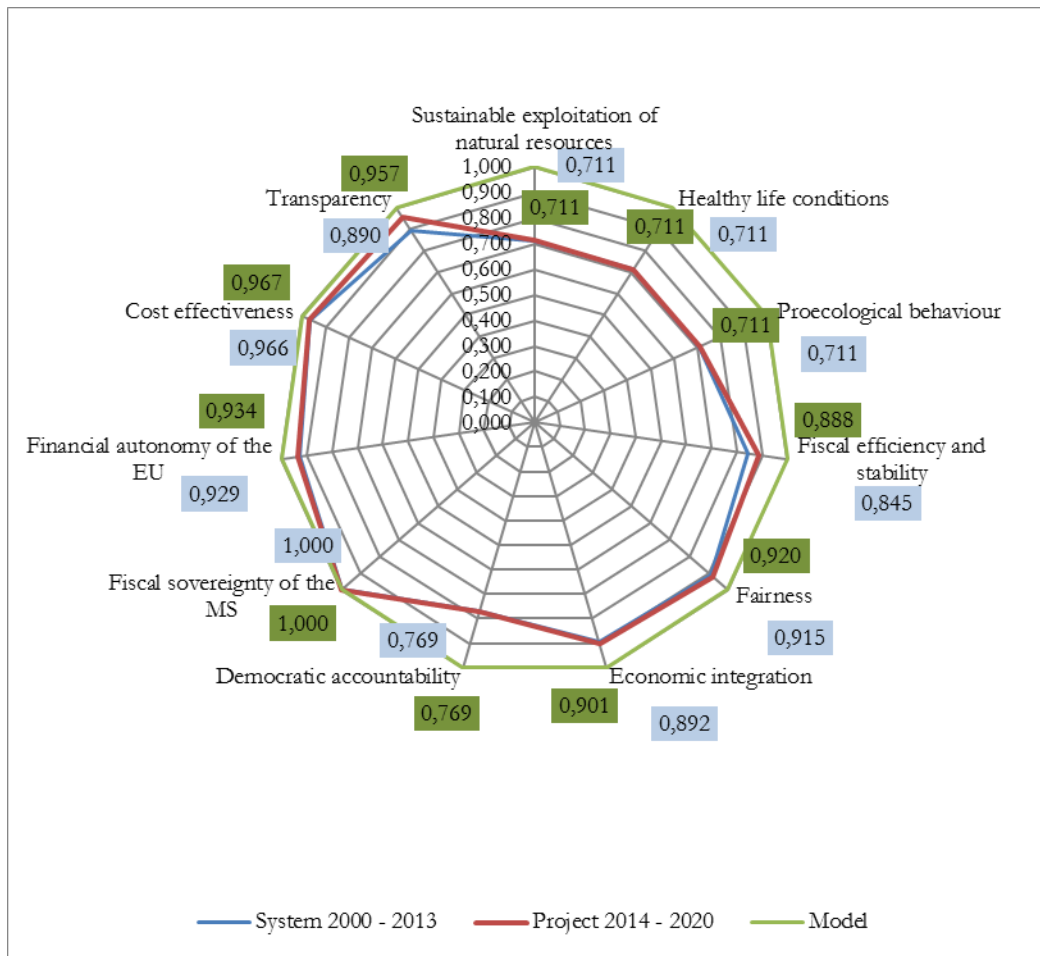 Sustainable exploitation of
natural resources
0,711
0,711
Healthy life conditions
0,711
0,711
Proecological behaviour
0,711
0,711
Fiscal efficiency and
stability
0,888
0,845
Fairness
0,920
0,915
Economic integration
0,901
0,892
Democratic accountability
0,769
0,769
Fiscal sovereignty of the
MS
1,000
1,000
Financial autonomy of the
EU
0,934
0,929
Cost effectiveness
0,967
0,966
Transparency
0,957
0,890
1,000
0,900
0,800
0,700
0,600
0,500
0,400
0,300
0,200
0,100
0,000
System 2000 - 2013
Project 2014 - 2020
Model